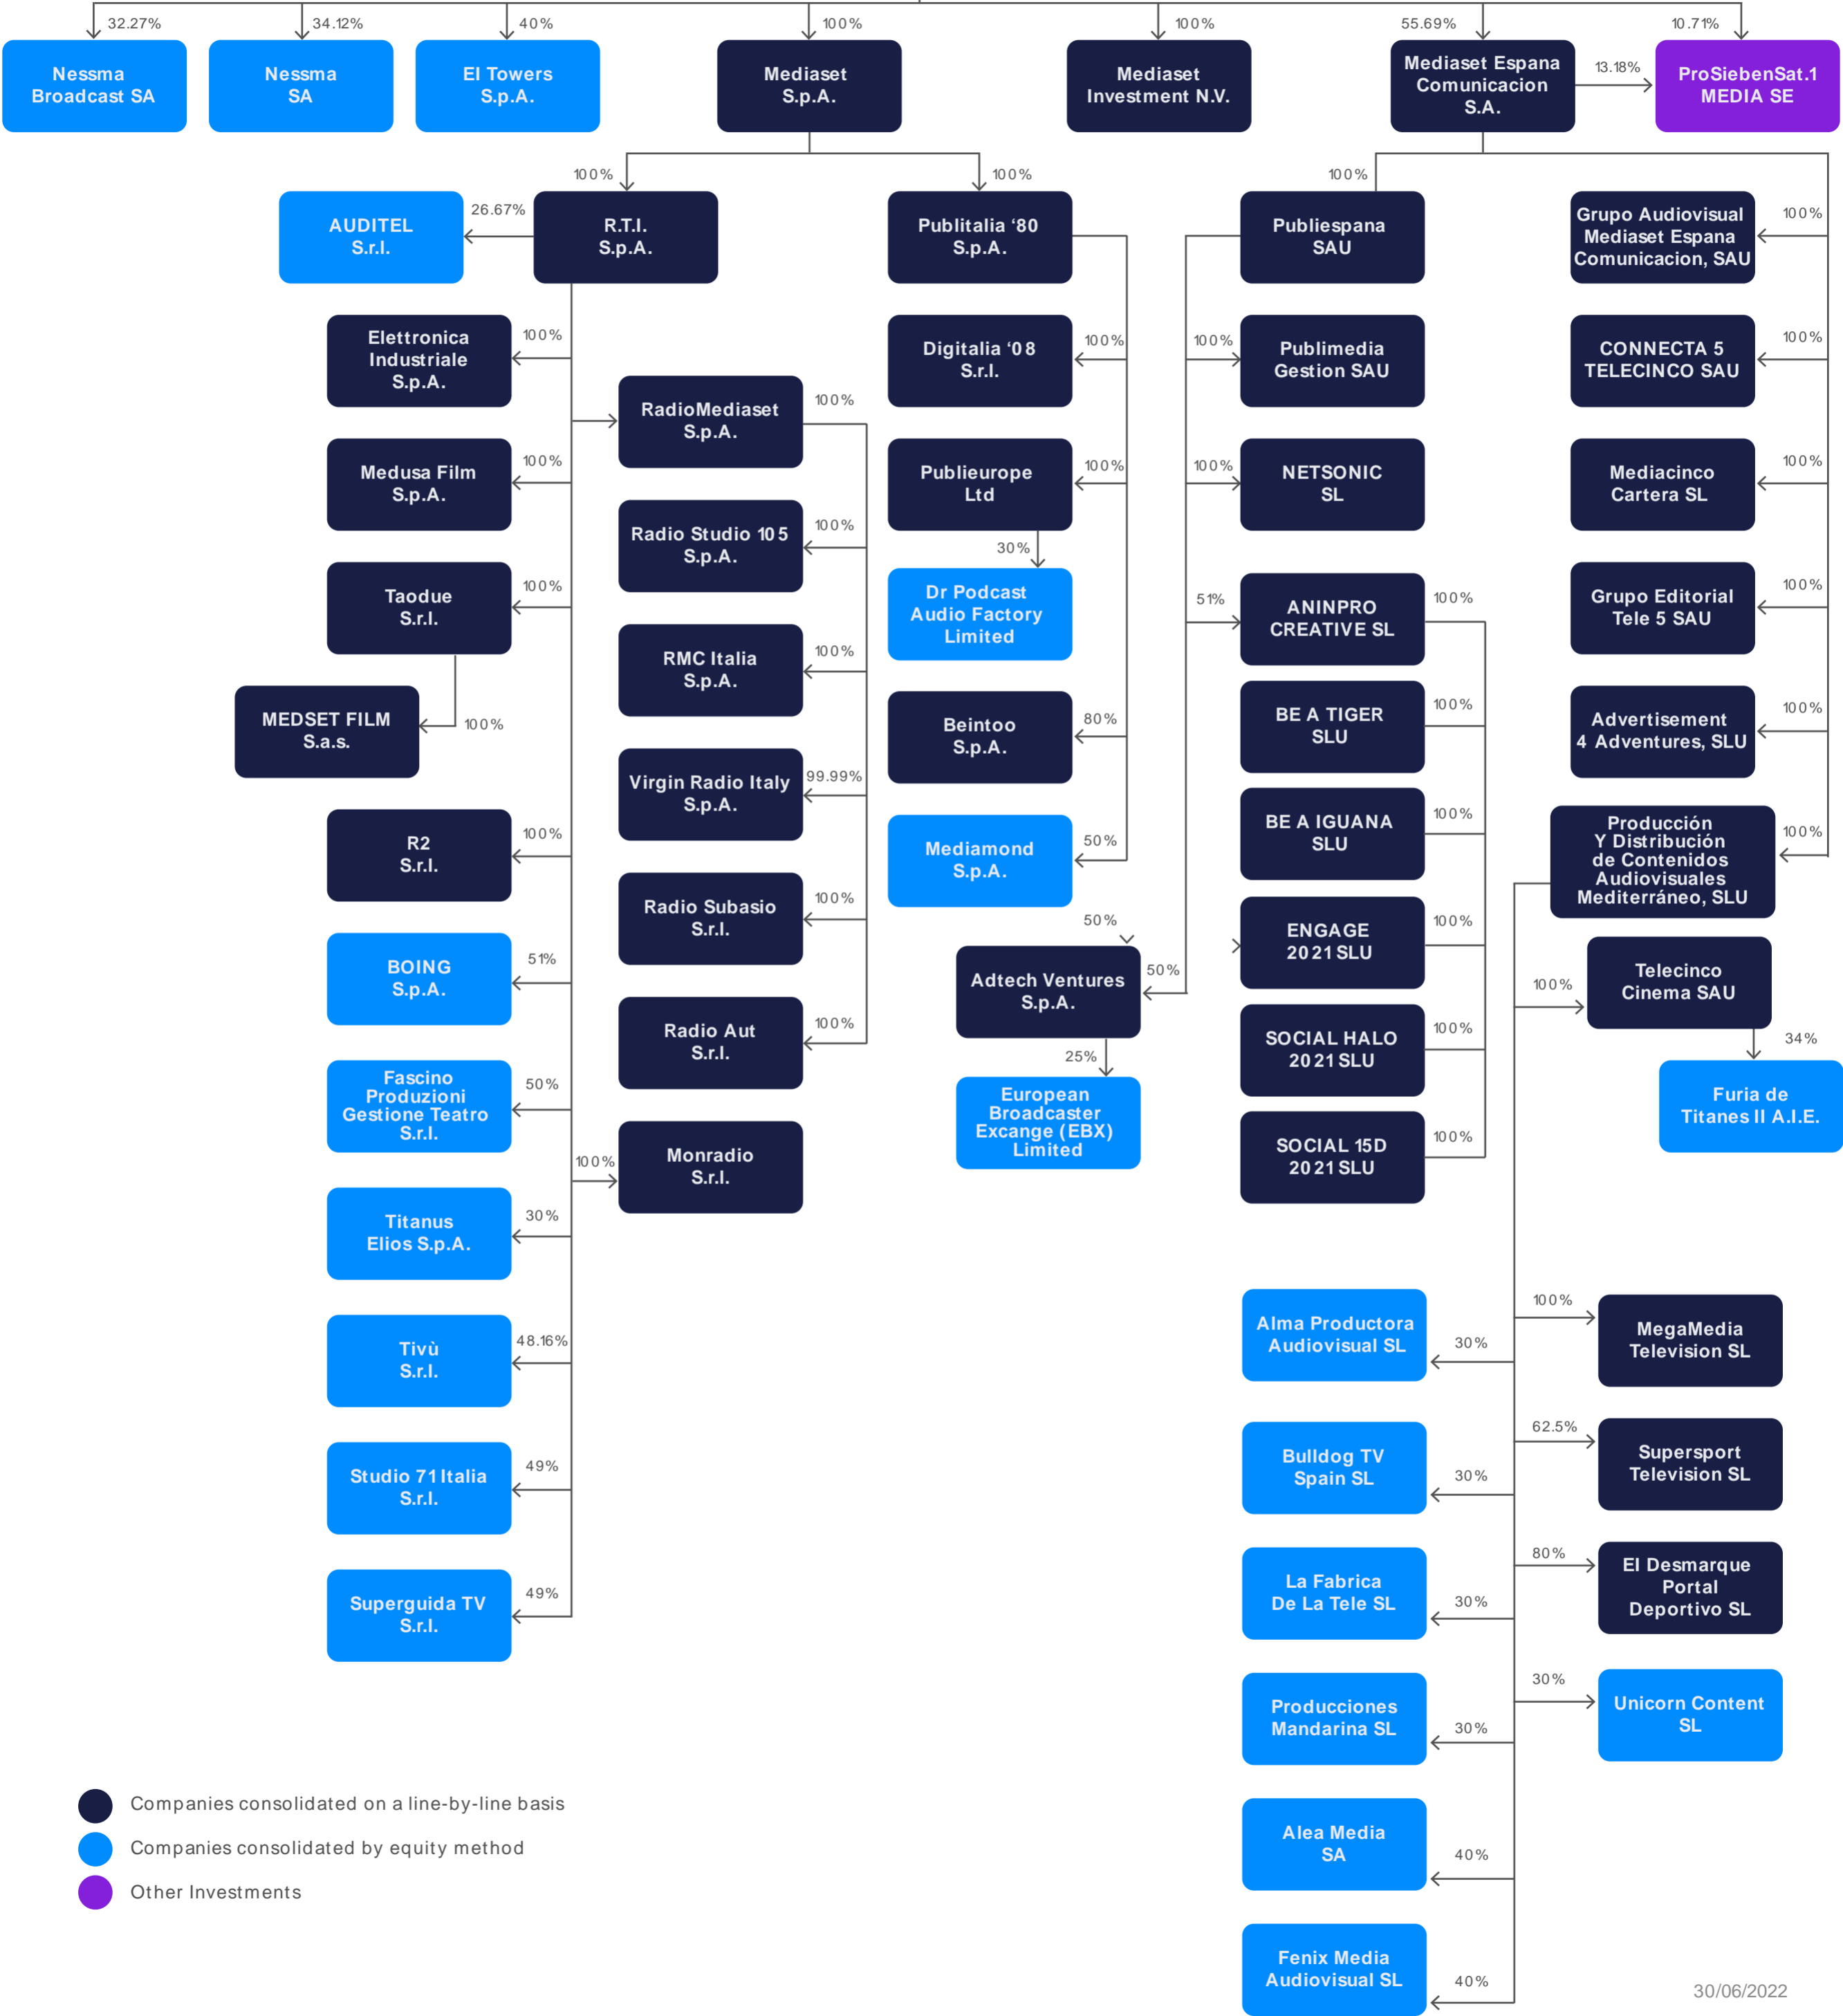 32.27%
34.12%
40%
100%
100%
55.69%
10.71%
Nessma
Broadcast SA
Nessma
SA
EI Towers
S.p.A.
Mediaset
S.p.A.
Mediaset
Investment N.V.
Mediaset Espana
Comunicacion
S.A.
13.18%
ProSiebenSat.1
MEDIA SE
100%
100%
100%
AUDITEL
S.r.l.
26.67%
R.T.I.
S.p.A.
Publitalia ‘80
S.p.A.
Publiespana
SAU
Grupo Audiovisual
Mediaset Espana
Comunicacion, SAU
100%
Elettronica
Industriale
S.p.A.
100%
Medusa Film
S.p.A.
100%
Taodue
S.r.l.
100%
MEDSET FILM
S.a.s.
100%
R2
S.r.l.
100%
BOING
S.p.A.
51%
Fascino
Produzioni
Gestione Teatro
S.r.l.
50%
Titanus
Elios S.p.A.
30%
Tivù
S.r.l.
48.16%
Studio 71 Italia
S.r.l.
49%
Superguida TV
S.r.l.
49%
RadioMediaset
S.p.A.
100%
Radio Studio 105
S.p.A.
100%
RMC Italia
S.p.A.
100%
Virgin Radio Italy
S.p.A.
99.99%
Radio Subasio
S.r.l.
100%
Radio Aut
S.r.l.
100%
100%
Monradio
S.r.l.
Digitalia ‘08
S.r.l.
100%
Publieurope
Ltd
100%
30%
Dr Podcast
Audio Factory
Limited
Beintoo
S.p.A.
80%
Mediamond
S.p.A.
50%
50%
Adtech Ventures
S.p.A.
50%
25%
European
Broadcaster
Excange (EBX)
Limited
100%
Publimedia
Gestion SAU
100%
NETSONIC
SL
51%
ANINPRO
CREATIVE SL
100%
BE A TIGER
SLU
100%
BE A IGUANA
SLU
100%
ENGAGE
2021 SLU
100%
SOCIAL HALO
2021 SLU
100%
SOCIAL 15D
2021 SLU
100%
CONNECTA 5
TELECINCO SAU
100%
Mediacinco
Cartera SL
100%
Grupo Editorial
Tele 5 SAU
100%
Advertisement
4 Adventures, SLU
100%
Producción
Y Distribución
de Contenidos
Audiovisuales
Mediterráneo, SLU
100%
100%
Telecinco
Cinema SAU
34%
Furia de
Titanes II A.I.E.
Alma Productora
Audiovisual SL
30%
100%
MegaMedia
Television SL
Bulldog TV
Spain SL
30%
62.5%
Supersport
Television SL
La Fabrica
De La Tele SL
30%
80%
El Desmarque
Portal
Deportivo SL
Producciones
Mandarina SL
30%
30%
Unicorn Content
SL
Alea Media
SA
40%
Fenix Media
Audiovisual SL
40%
Companies consolidated on a line-by-line basis
Companies consolidated by equity method
Other Investments
30/06/2022